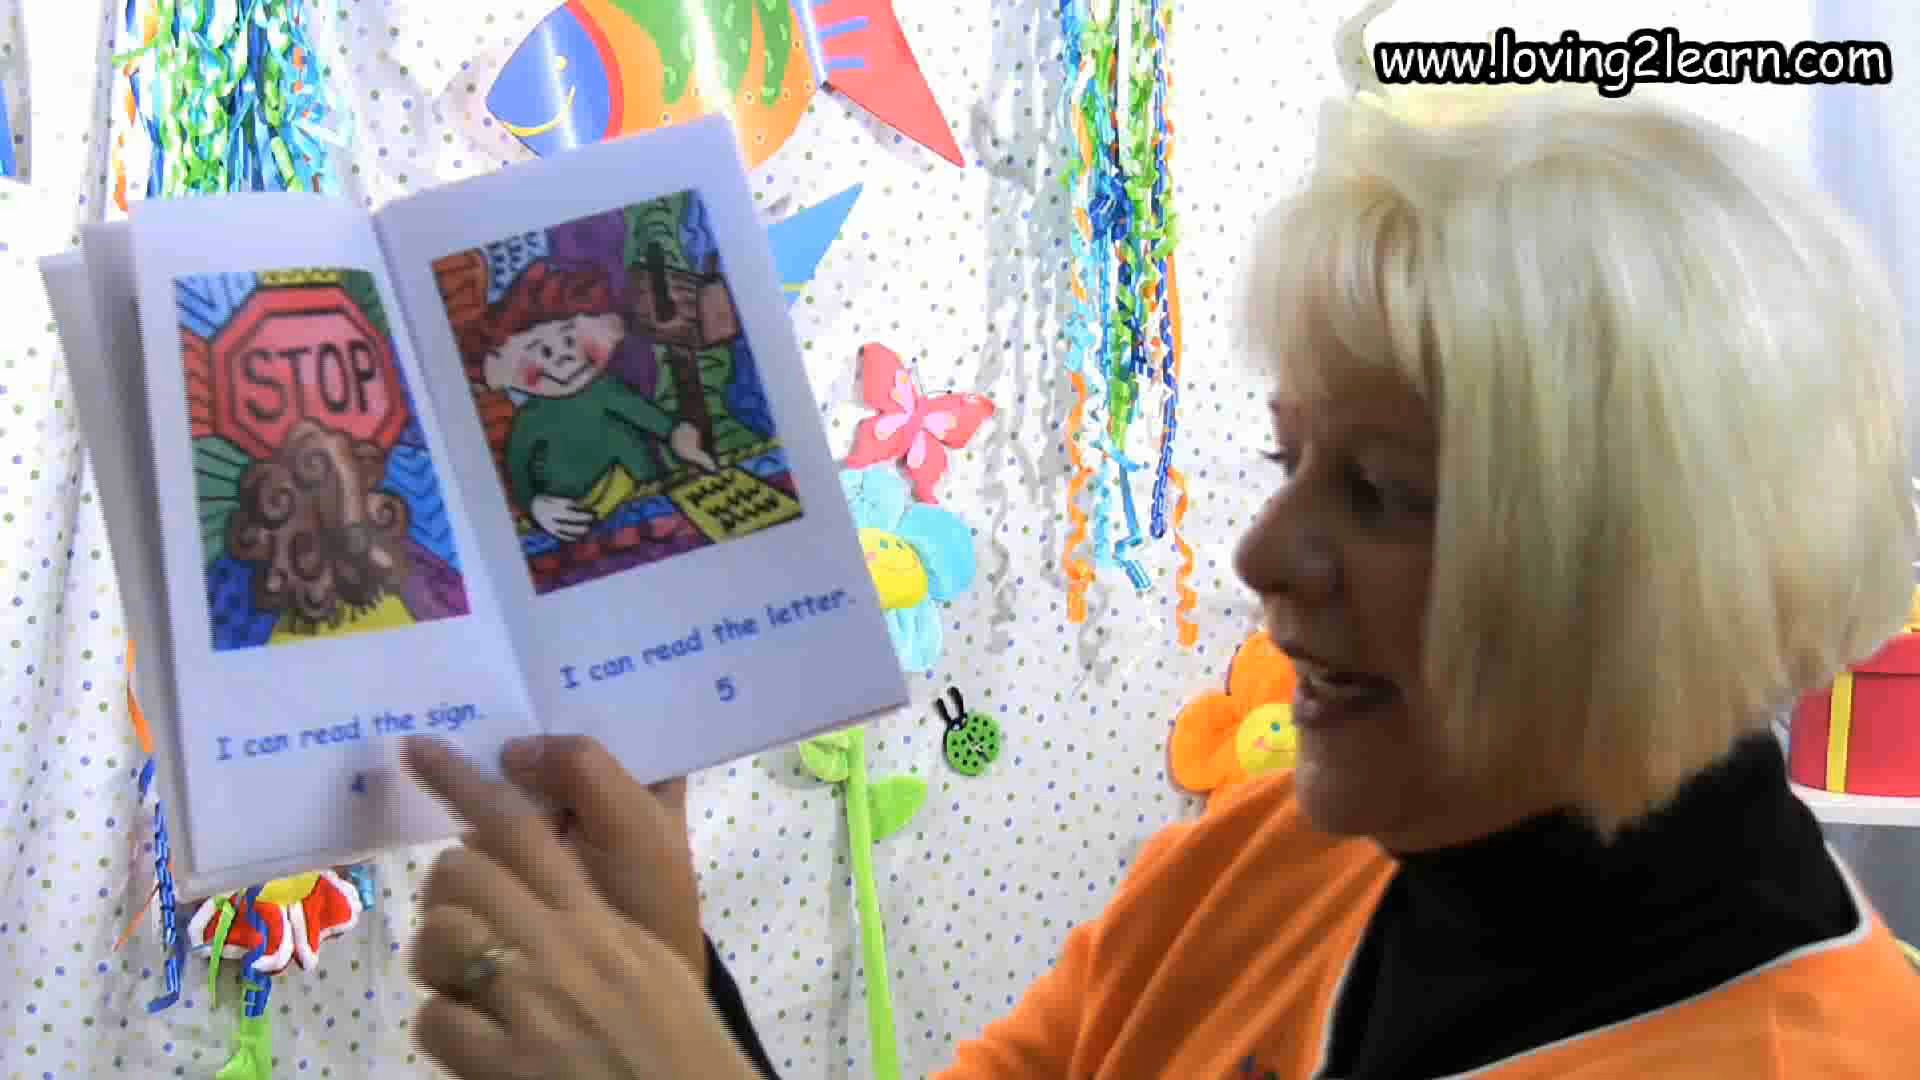 www.loving2learn.com
STOP
I can read the sign.
4
I can read the letter.
5